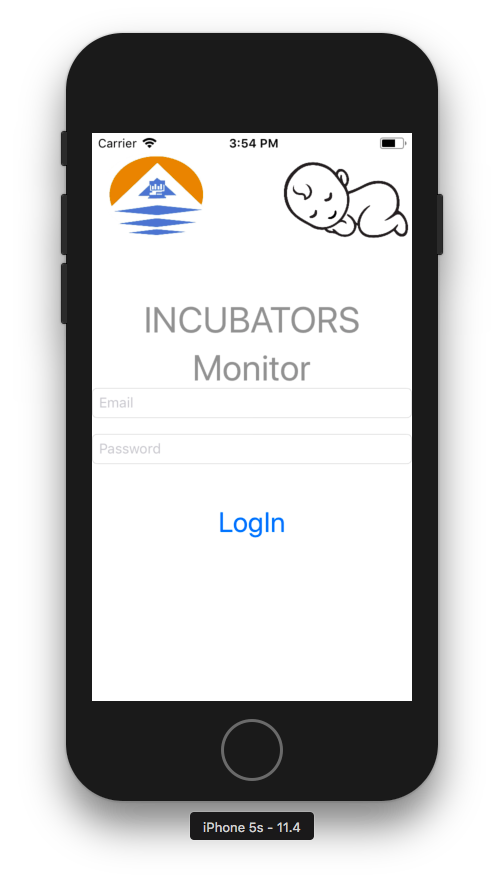 Carrier 3:54 PM
INCUBATORS
Monitor
Email
Password
LogIn
iPhone 5s - 11.4